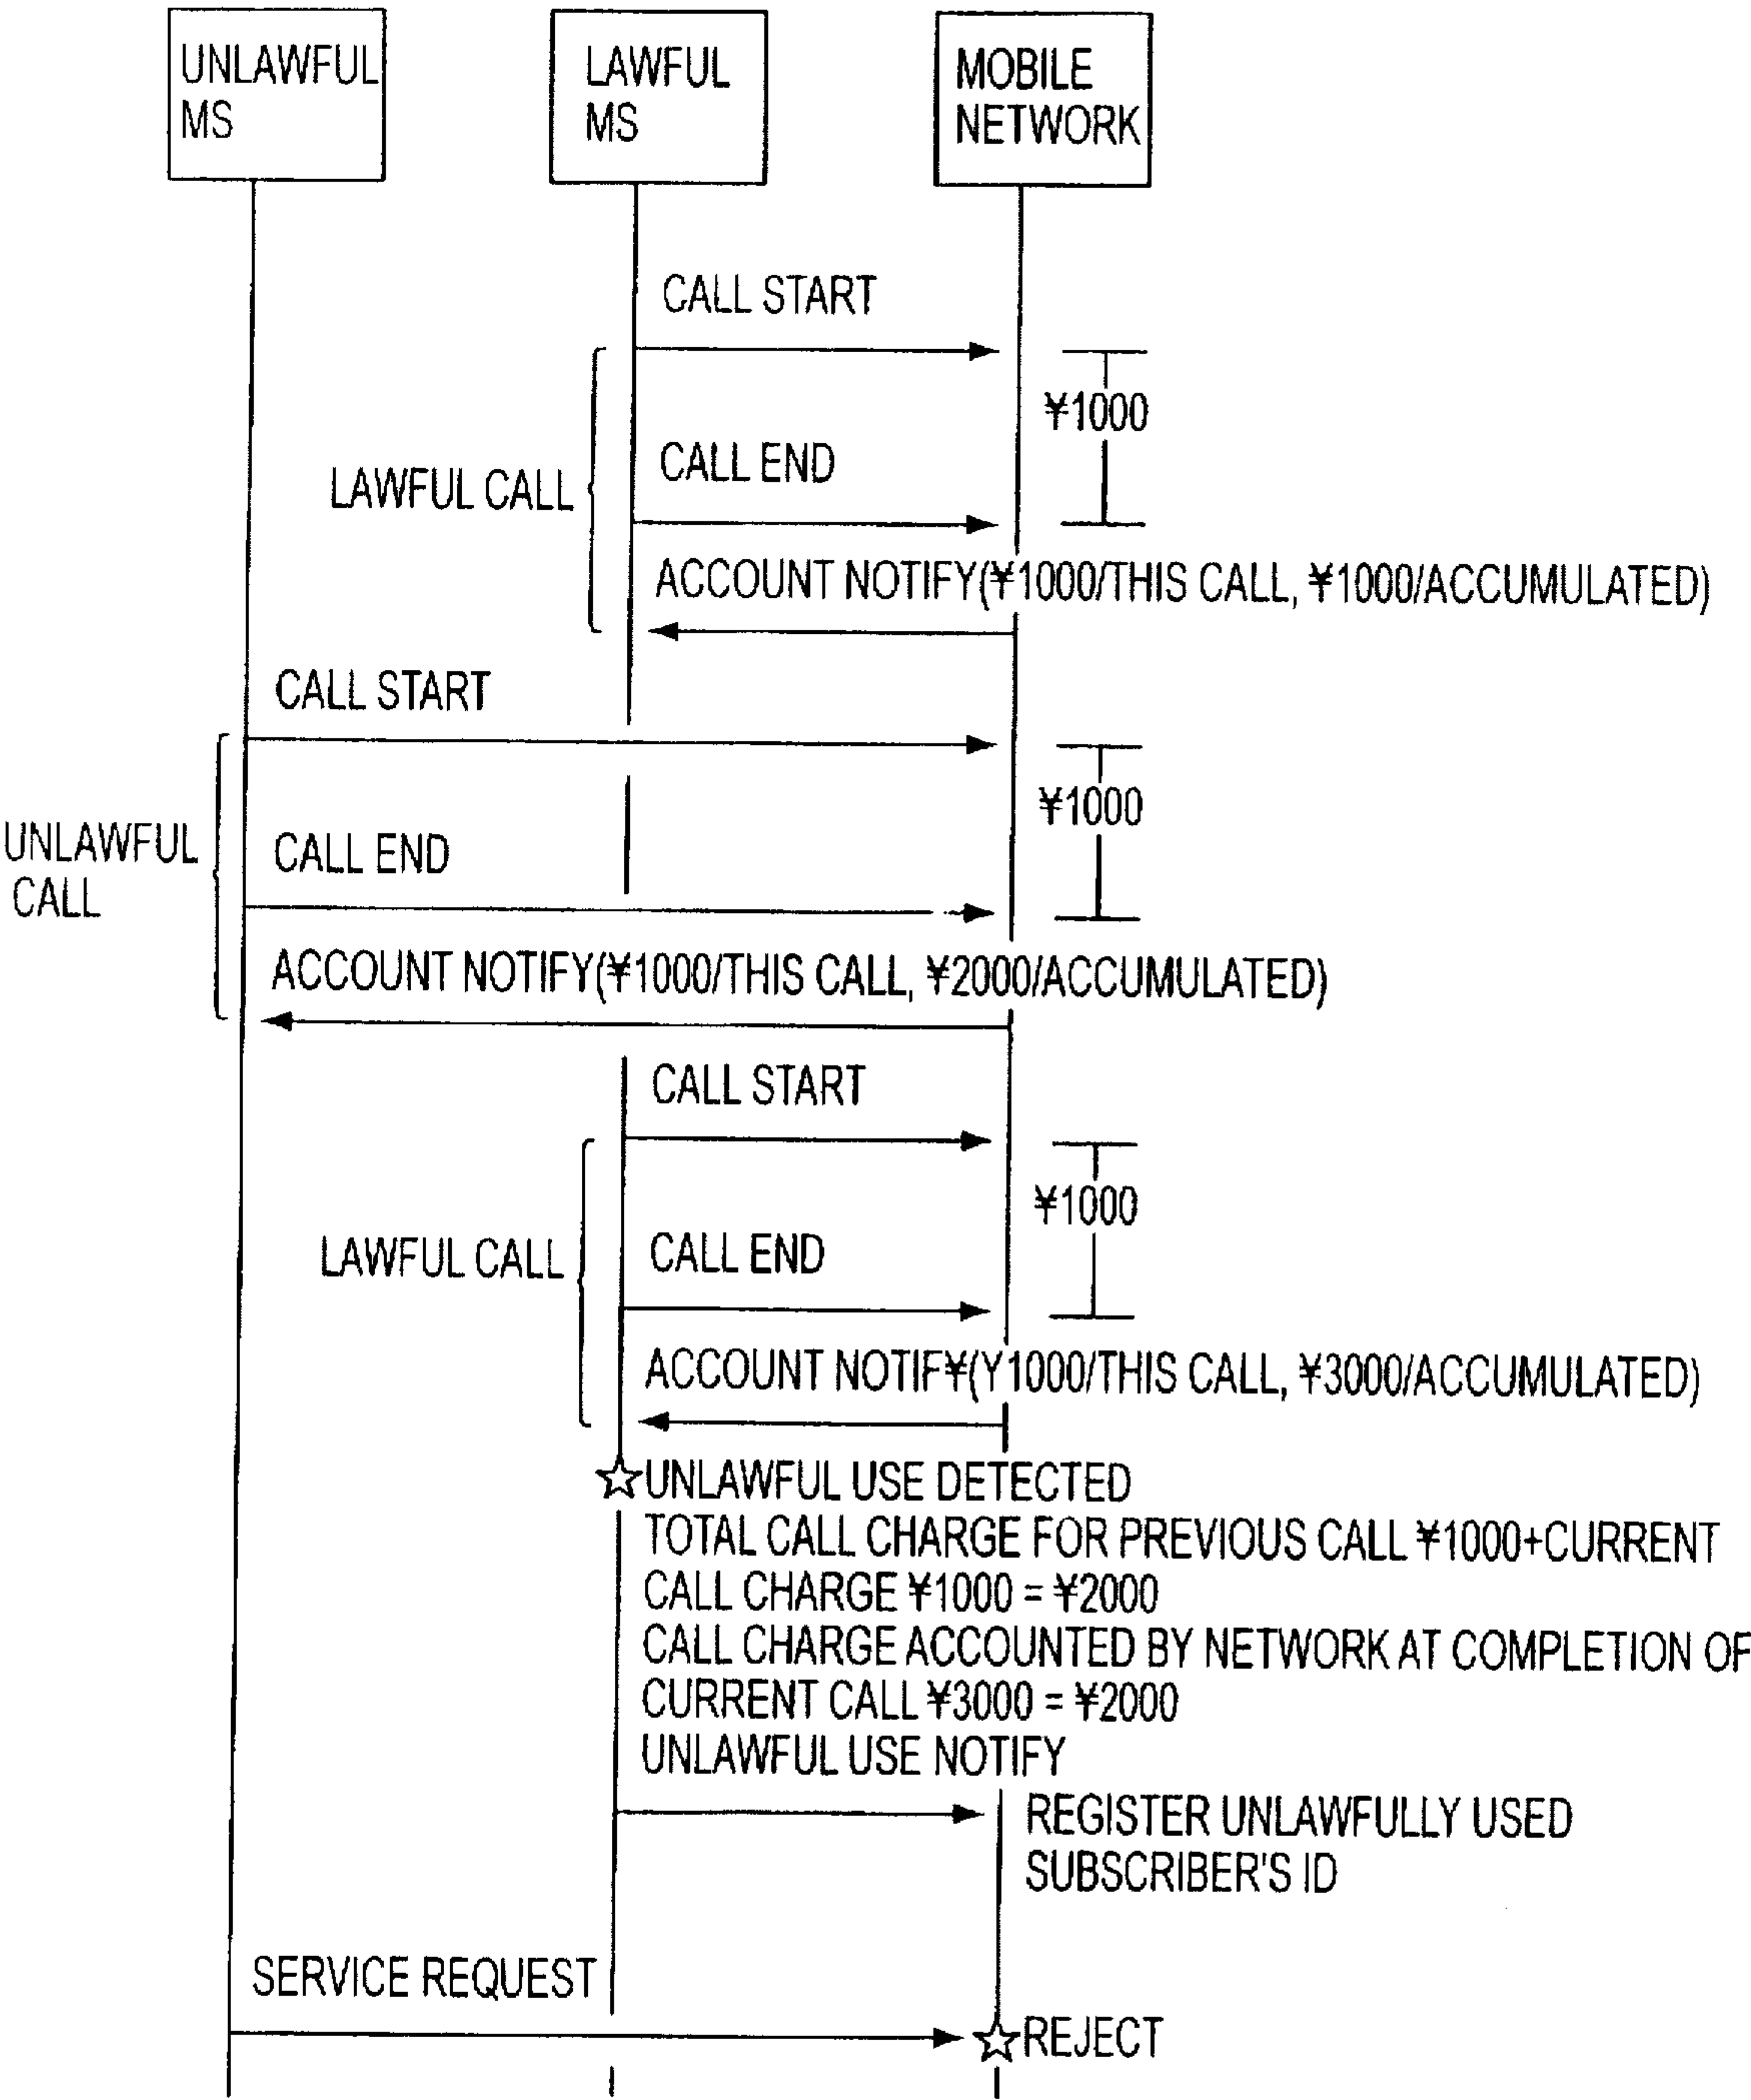 UNLAWFUL
MS
LAWFUL
MS
MOBILE
NETWORK
CALL START
¥1000
CALL END
LAWFUL CALL
ACCOUNT NOTIFY(¥1000/THIS CALL, ¥1000/ACCUMULATED)
CALL START
¥1000
UNLAWFUL
CALL
CALL END
ACCOUNT NOTIFY(¥1000/THIS CALL, ¥2000/ACCUMULATED)
CALL START
¥1000
LAWFUL CALL
CALL END
ACCOUNT NOTIF¥(Y1000/THIS CALL, ¥3000/ACCUMULATED)
UNLAWFUL USE DETECTED
TOTAL CALL CHARGE FOR PREVIOUS CALL ¥1000+CURRENT
CALL CHARGE ¥1000 = ¥2000
CALL CHARGE ACCOUNTED BY NETWORK AT COMPLETION OF
CURRENT CALL ¥3000 = ¥2000
UNLAWFUL USE NOTIFY
REGISTER UNLAWFULLY USED
SUBSCRIBER'S ID
SERVICE REQUEST
REJECT